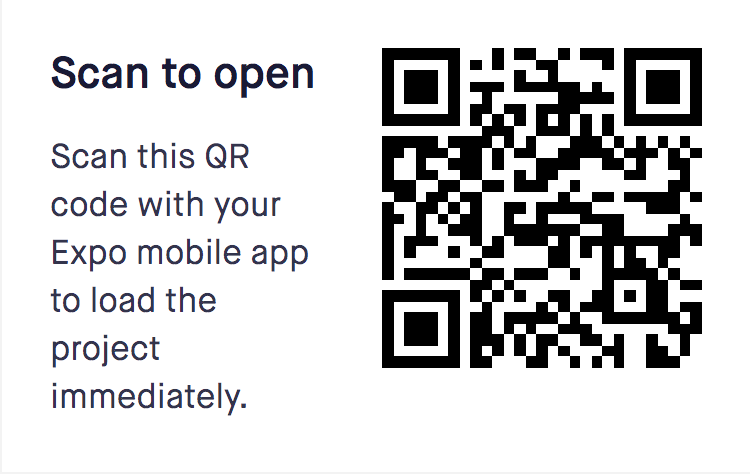 Scan to open
Scan this QR
code with your
Expo mobile app
to load the
project
immediately.